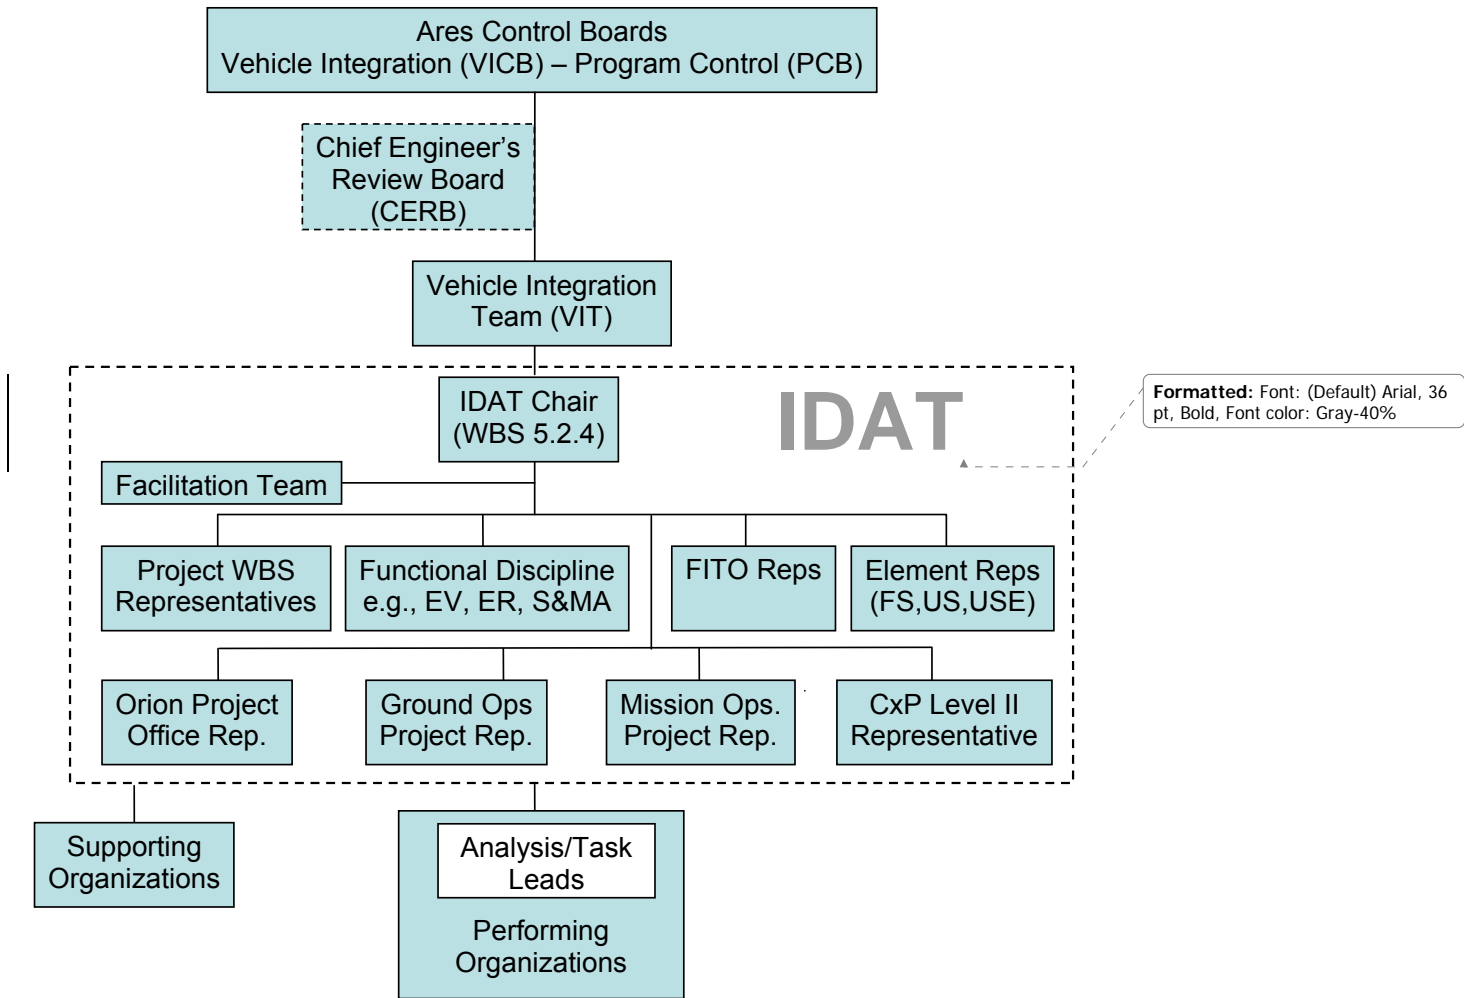 Ares Control Boards
Vehicle Integration (VICB) – Program Control (PCB)
Chief Engineer’s
Review Board
(CERB)
Vehicle Integration
Team (VIT)
IDAT Chair
(WBS 5.2.4)
IDAT
Formatted: Font: (Default) Arial, 36
pt, Bold, Font color: Gray-40%
Facilitation Team
Project WBS
Representatives
Functional Discipline
e.g., EV, ER, S&MA
FITO Reps
Element Reps
(FS,US,USE)
Orion Project
Office Rep.
Ground Ops
Project Rep.
Mission Ops.
Project Rep.
CxP Level II
Representative
Supporting
Organizations
Analysis/Task
Leads
Performing
Organizations